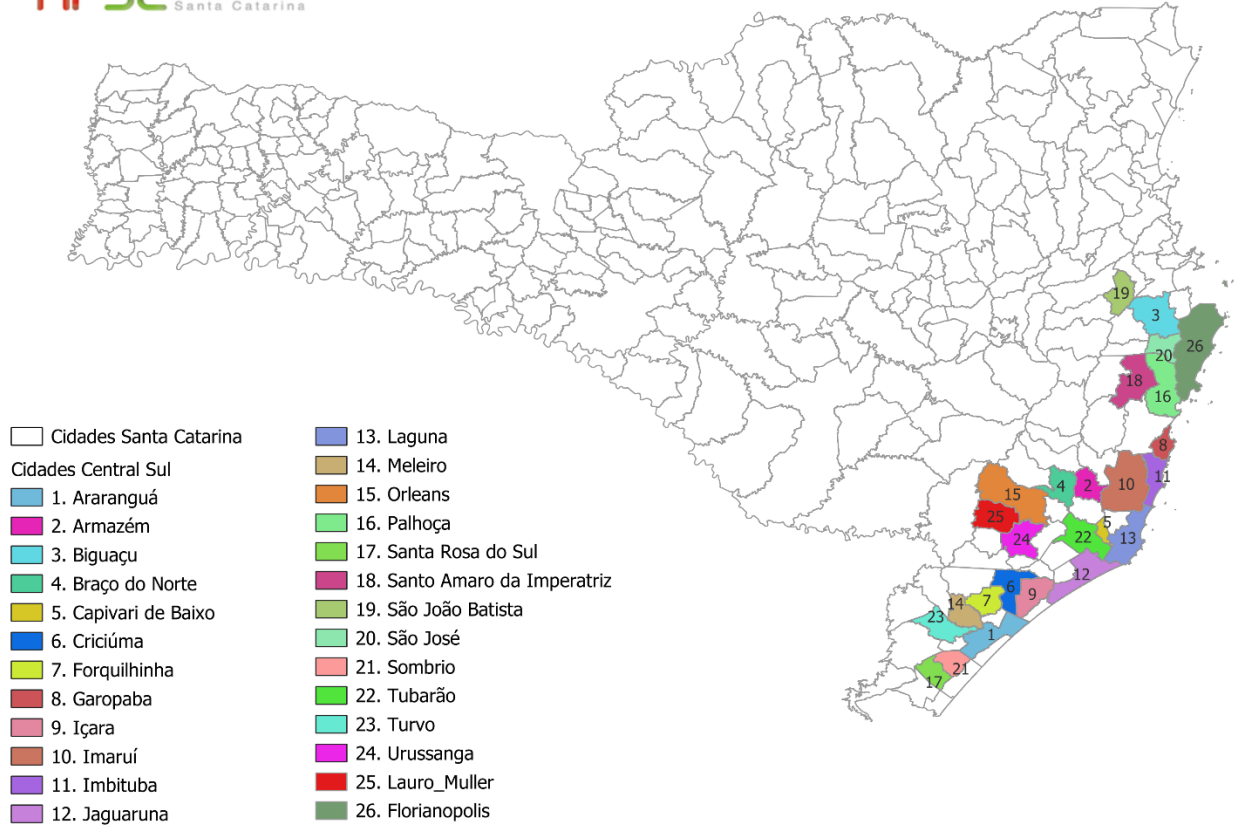 Santa Catarina
19
3
26
20
18
16
8
11
10
4
2
15
25
5
13
22
24
12
6
9
7
14
23
1
21
17
Cidades Santa Catarina
Cidades Central Sul
1. Araranguá
2. Armazém
3. Biguaçu
4. Braço do Norte
5. Capivari de Baixo
6. Criciúma
7. Forquilhinha
8. Garopaba
9. Içara
10. Imaruí
11. Imbituba
12. Jaguaruna
13. Laguna
14. Meleiro
15. Orleans
16. Palhoça
17. Santa Rosa do Sul
18. Santo Amaro da Imperatriz
19. São João Batista
20. São José
21. Sombrio
22. Tubarão
23. Turvo
24. Urussanga
25. Lauro_Muller
26. Florianopolis